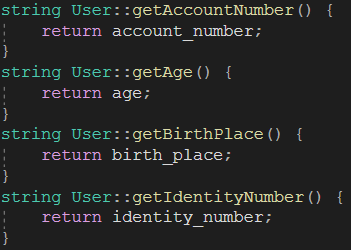 string User::getAccountNumber() {
    return account_number;
}
string User::getAge() {
    return age;
}
string User::getBirthPlace() {
    return birth_place;
}
string User::getIdentityNumber() {
    return identity_number;
}